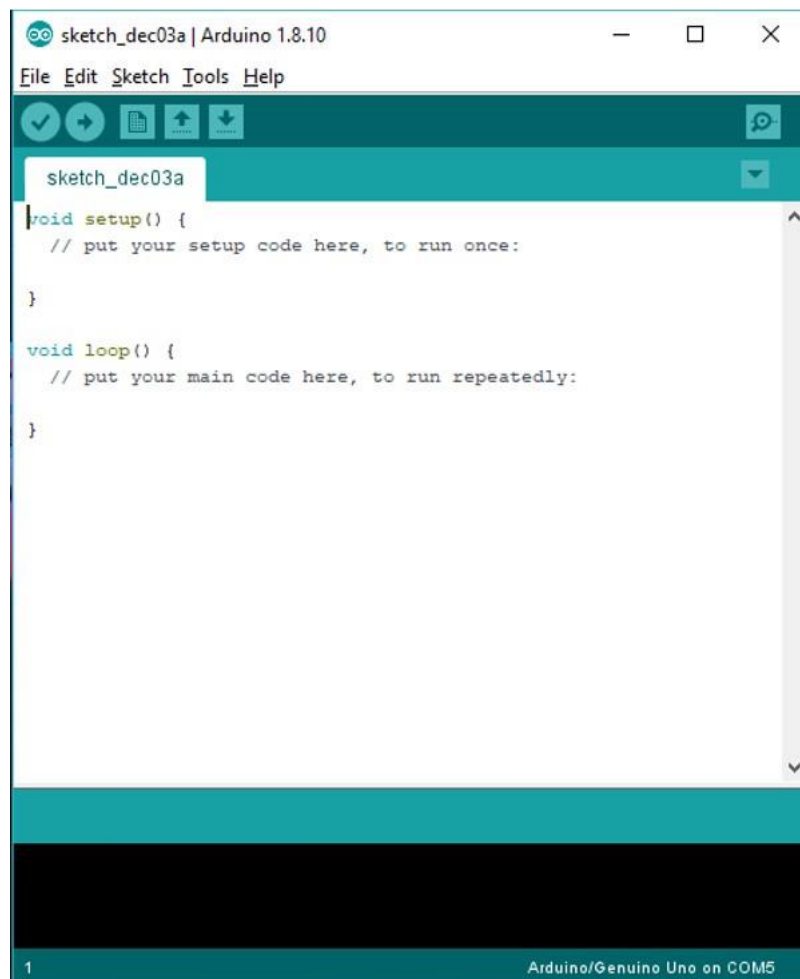 sketch_dec03a | Arduino 1.8.10
File Edit Sketch Tools Help
sketch_dec03a
void setup() {
  // put your setup code here, to run once:
}
void loop() {
  // put your main code here, to run repeatedly:
}
1 Arduino/Genuino Uno on COM5